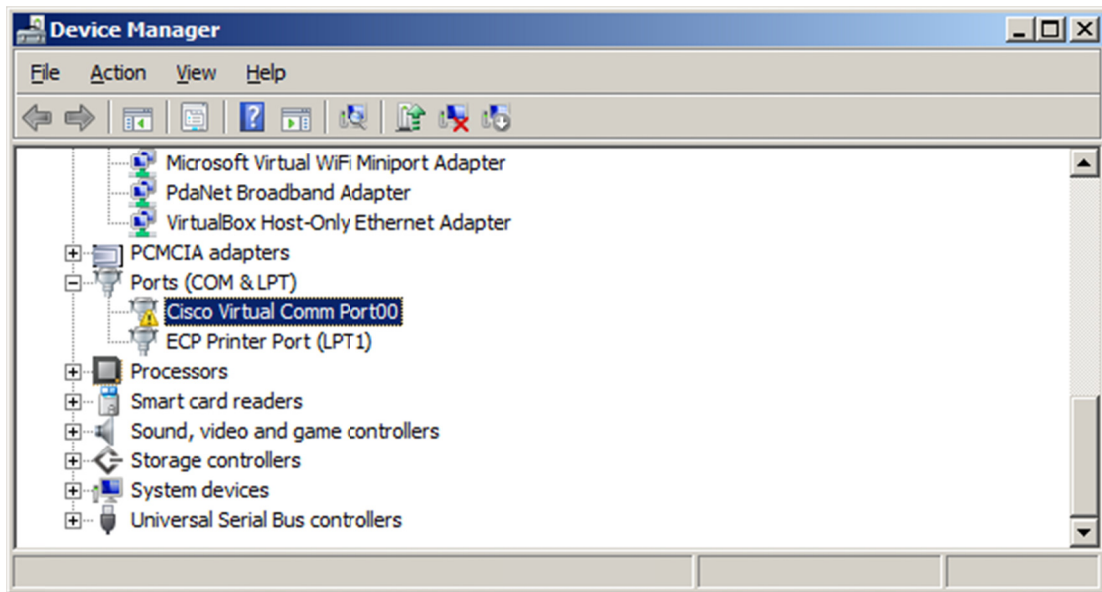 Device Manager
File Action View Help
?
Microsoft Virtual WiFi Miniport Adapter
PdaNet Broadband Adapter
VirtualBox Host-Only Ethernet Adapter
PCMCIA adapters
Ports (COM & LPT)
Cisco Virtual Comm Port00
ECP Printer Port (LPT1)
Processors
Smart card readers
Sound, video and game controllers
Storage controllers
System devices
Universal Serial Bus controllers